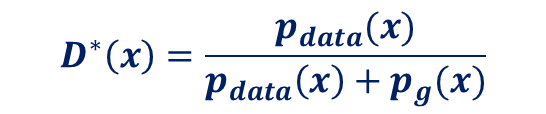 D*(x) = p_data(x) / (p_data(x) + p_g(x))